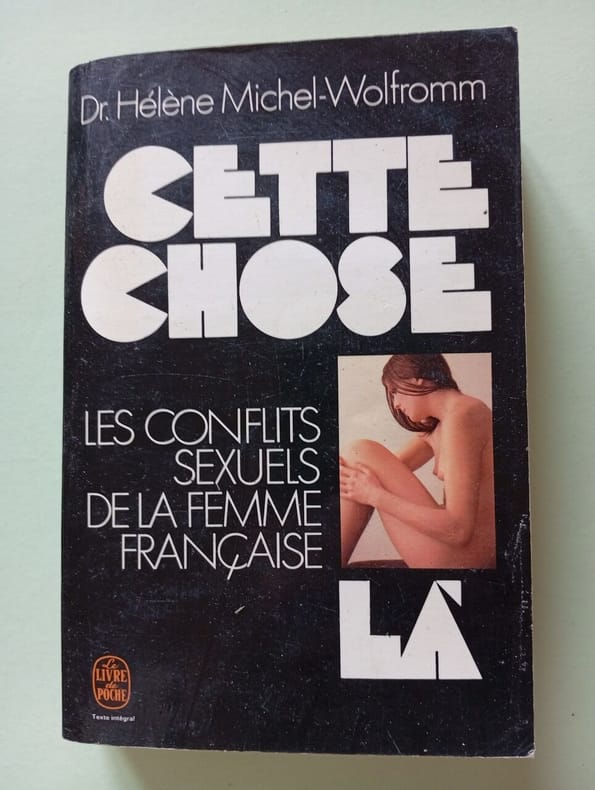 Dr. Hélène Michel-Wolfromm
CETTE
CHOSE
LES CONFLITS
SEXUELS
DE LA FEMME
FRANÇAISE
LÀ
Le
LIVRE
de
POCHE
Texte intégral